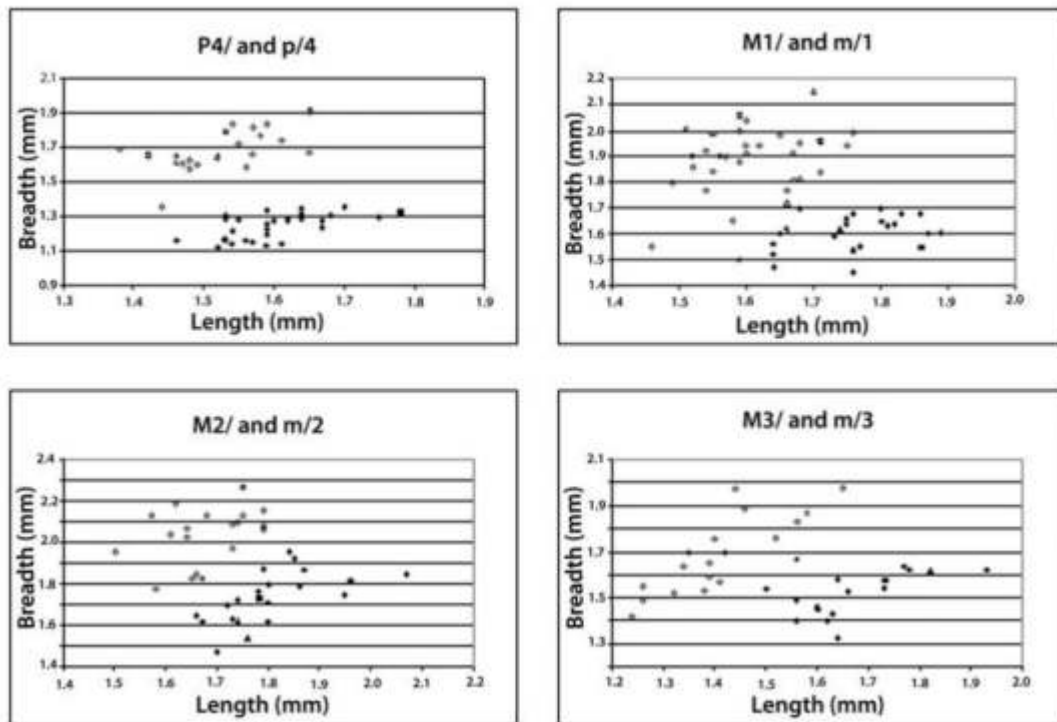 P4/ and p/4
2.1
1.9
1.7
1.5
1.3
1.1
0.9
Breadth (mm)
1.3 1.4 1.5 1.6 1.7 1.8 1.9
Length (mm)
M1/ and m/1
2.2
2.1
2.0
1.9
1.8
1.7
1.6
1.5
1.4
Breadth (mm)
1.4 1.5 1.6 1.7 1.8 1.9 2.0
Length (mm)
M2/ and m/2
2.4
2.2
2.0
1.8
1.6
1.4
Breadth (mm)
1.4 1.5 1.6 1.7 1.8 1.9 2.0 2.1 2.2
Length (mm)
M3/ and m/3
2.1
1.9
1.7
1.5
1.3
Breadth (mm)
1.2 1.3 1.4 1.5 1.6 1.7 1.8 1.9 2.0
Length (mm)